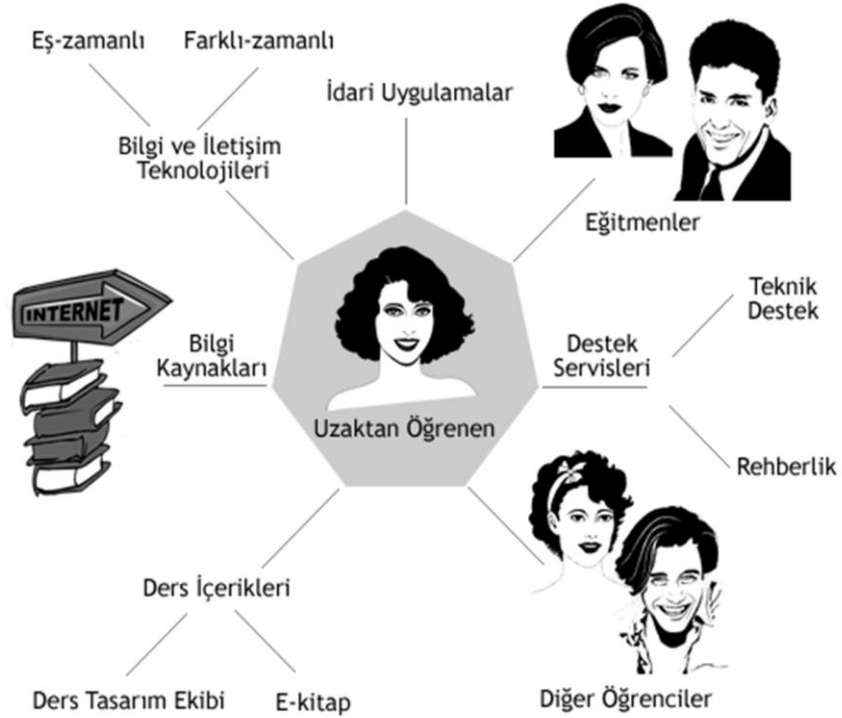 Eş-zamanlı
Farklı-zamanlı
İdari Uygulamalar
Bilgi ve İletişim
Teknolojileri
Eğitmenler
Teknik
Destek
INTERNET
Bilgi
Kaynakları
Destek
Servisleri
Uzaktan Öğrenen
Rehberlik
Ders İçerikleri
Ders Tasarım Ekibi
E-kitap
Diğer Öğrenciler